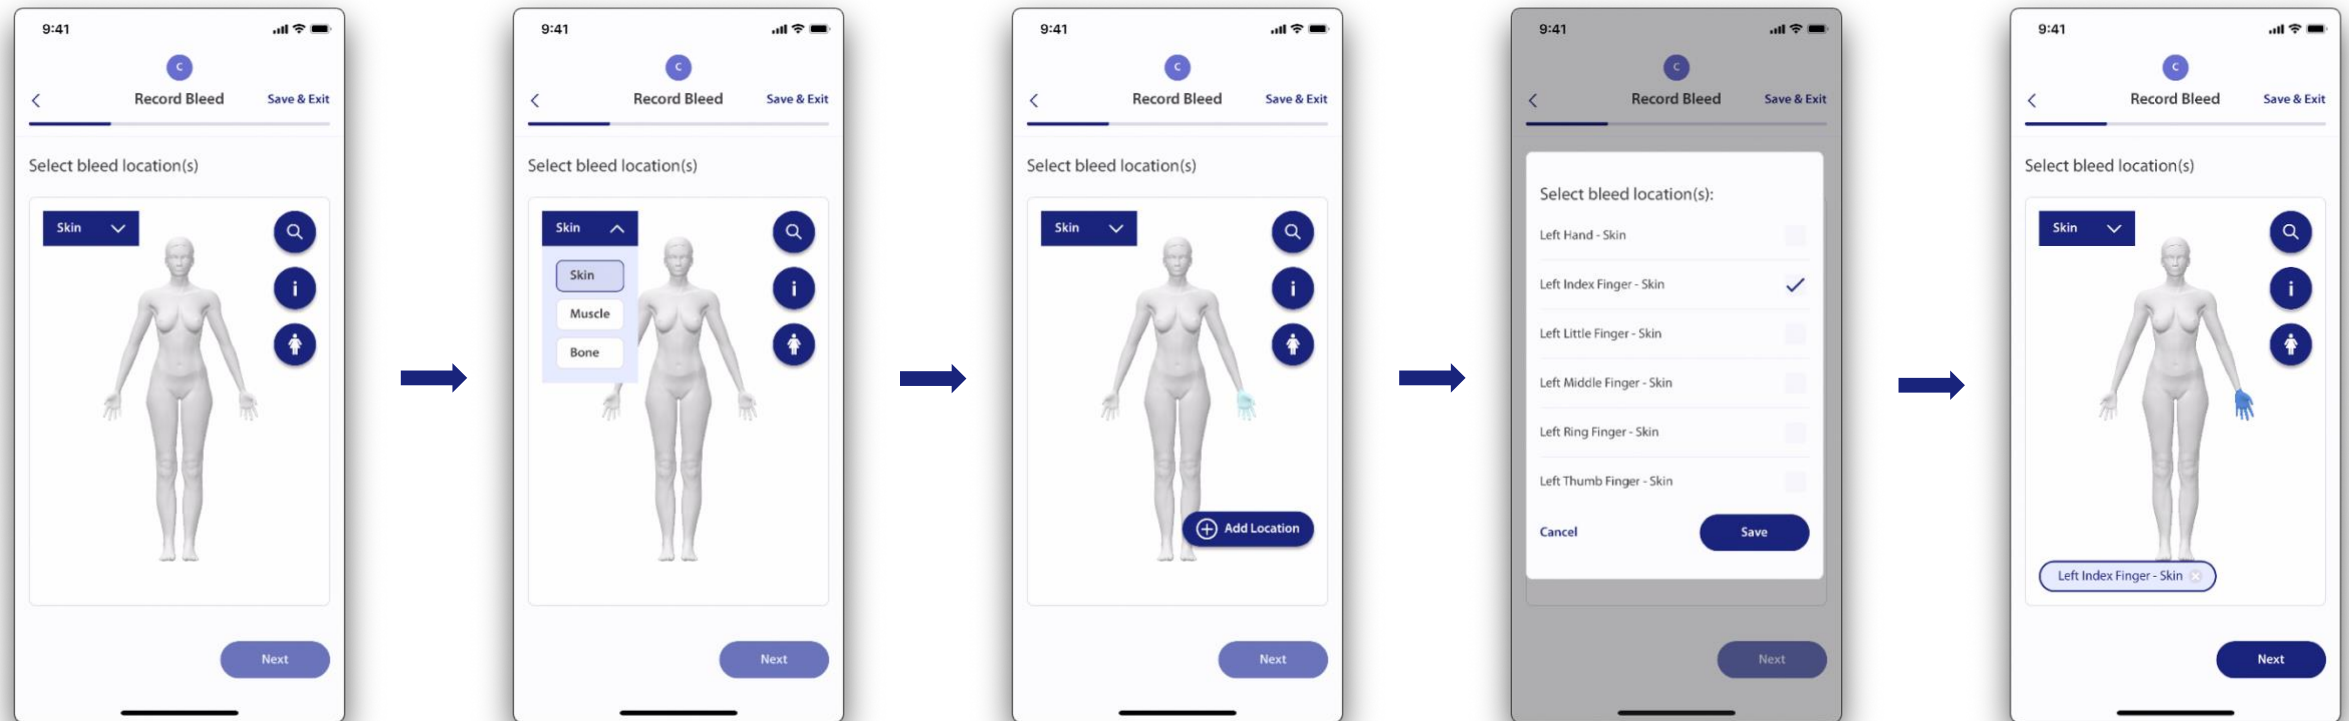 9:41
C
Record Bleed
Save & Exit
Select bleed location(s)
Skin
i
Next
9:41
C
Record Bleed
Save & Exit
Select bleed location(s)
Skin
Skin
Muscle
Bone
i
Next
9:41
C
Record Bleed
Save & Exit
Select bleed location(s)
Skin
i
Add Location
Next
9:41
C
Record Bleed
Save & Exit
Select bleed location(s):
Left Hand - Skin
Left Index Finger - Skin
Left Little Finger - Skin
Left Middle Finger - Skin
Left Ring Finger - Skin
Left Thumb Finger - Skin
Cancel
Save
Next
9:41
C
Record Bleed
Save & Exit
Select bleed location(s)
Skin
i
Left Index Finger - Skin
Next